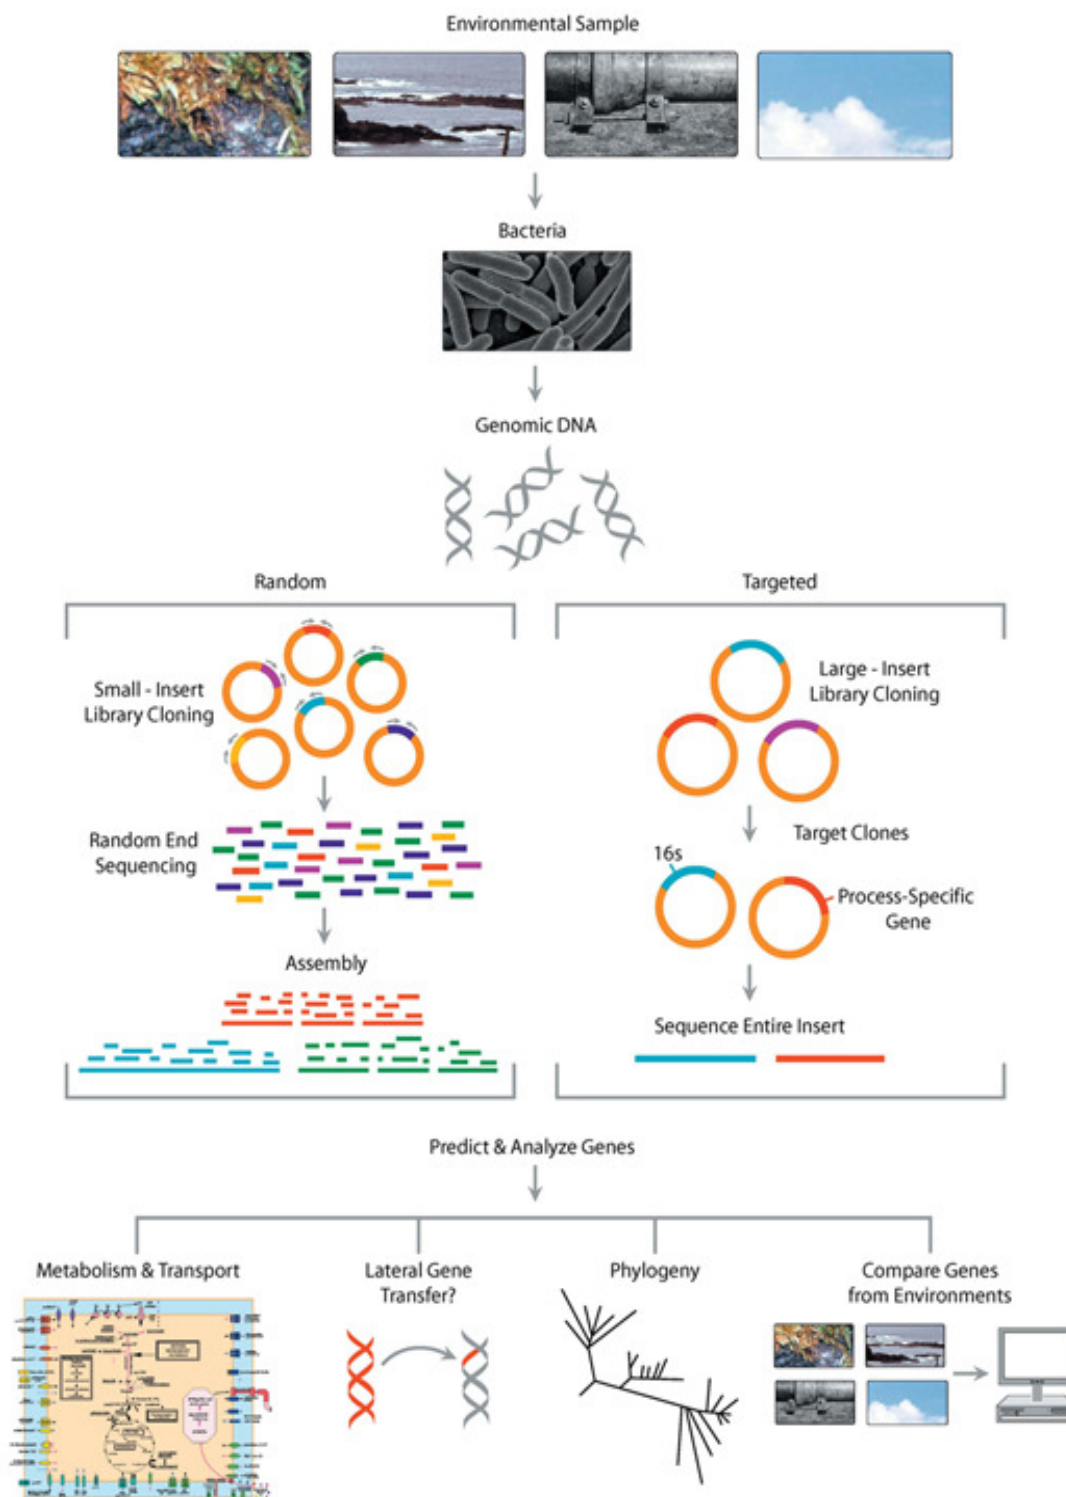 Environmental Sample
Bacteria
Genomic DNA
Random
Small - Insert
Library Cloning
Random End
Sequencing
Assembly
Targeted
Large - Insert
Library Cloning
Target Clones
16s
Process-Specific
Gene
Sequence Entire Insert
Predict & Analyze Genes
Metabolism & Transport
Lateral Gene
Transfer?
Phylogeny
Compare Genes
from Environments